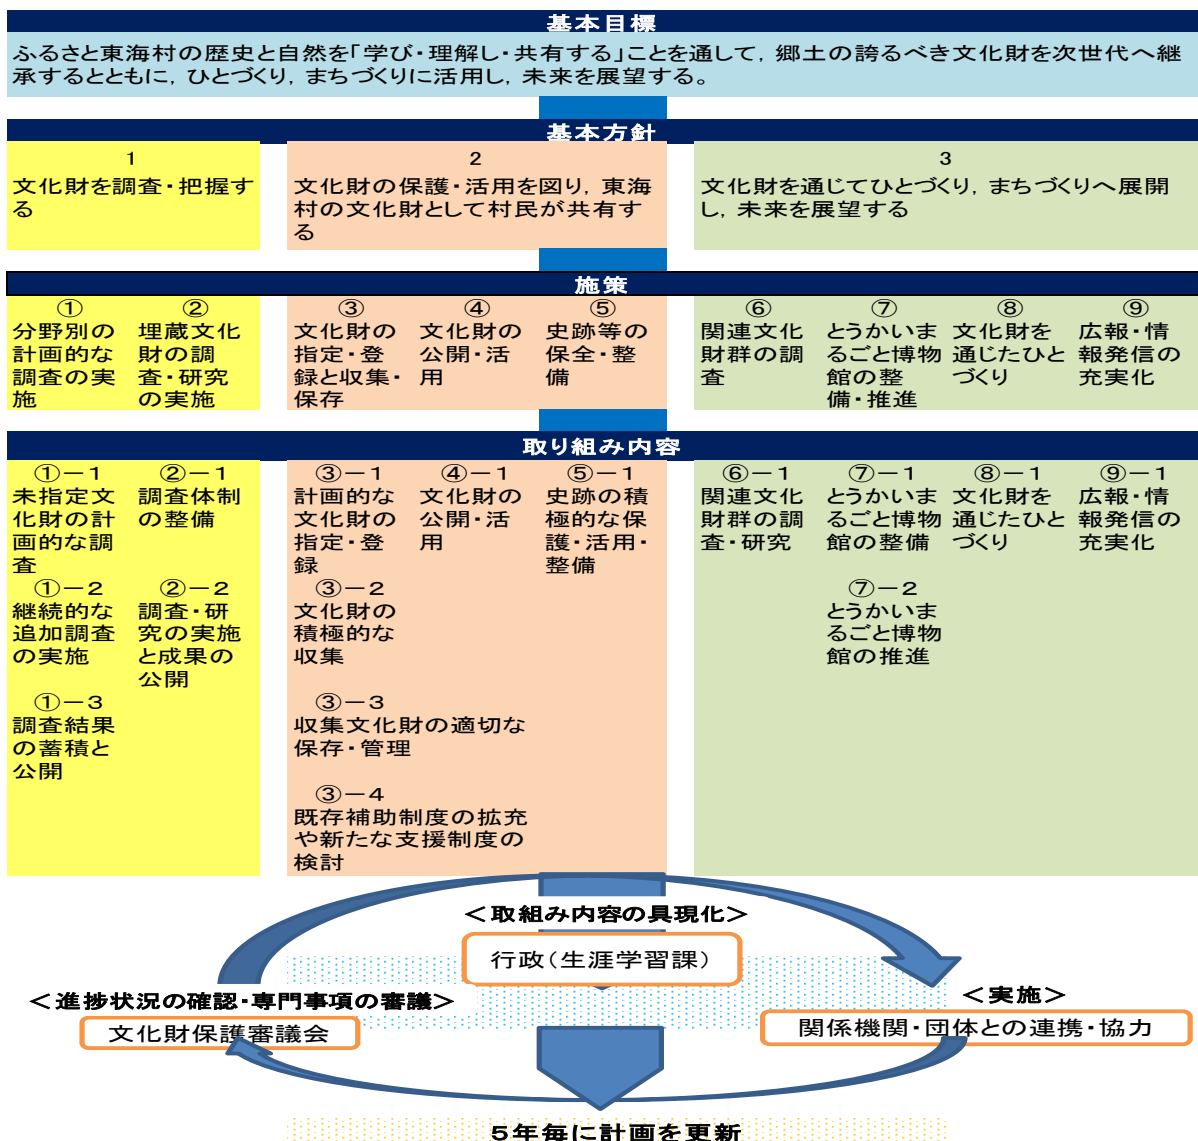 基本目標
ふるさと東海村の歴史と自然を「学び・理解し・共有する」ことを通して，郷土の誇るべき文化財を次世代へ継
承するとともに，ひとづくり，まちづくりに活用し，未来を展望する。
基本方針
1
文化財を調査・把握す
る
2
文化財の保護・活用を図り，東海
村の文化財として村民が共有す
る
3
文化財を通じてひとづくり，まちづくりへ展開
し，未来を展望する
施策
①
分野別の
計画的な
調査の実
施
②
埋蔵文化
財の調
査・研究
の実施
③
文化財の
指定・登
録と収集・
保存
④
文化財の
公開・活
用
⑤
史跡等の
保全・整
備
⑥
関連文化
財群の調
査
⑦
とうかいま
るごと博物
館の整
備・推進
⑧
文化財を
通じたひと
づくり
⑨
広報・情
報発信の
充実化
取り組み内容
①－1
未指定文
化財の計
画的な調
査
①－2
継続的な
追加調査
の実施
①－3
調査結果
の蓄積と
公開
②－1
調査体制
の整備
②－2
調査・研
究の実施
と成果の
公開
③－1
計画的な
文化財の
指定・登
録
③－2
文化財の
積極的な
収集
③－3
収集文化財の適切な
保存・管理
③－4
既存補助制度の拡充
や新たな支援制度の
検討
④－1
文化財の
公開・活
用
⑤－1
史跡の積
極的な保
護・活用・
整備
⑥－1
関連文化
財群の調
査・研究
⑦－1
とうかいま
るごと博物
館の整備
⑦－2
とうかいま
るごと博物
館の推進
⑧－1
文化財を
通じたひと
づくり
⑨－1
広報・情
報発信の
充実化
＜取組み内容の具現化＞
行政（生涯学習課）
＜進捗状況の確認・専門事項の審議＞
文化財保護審議会
＜実施＞
関係機関・団体との連携・協力
5年毎に計画を更新